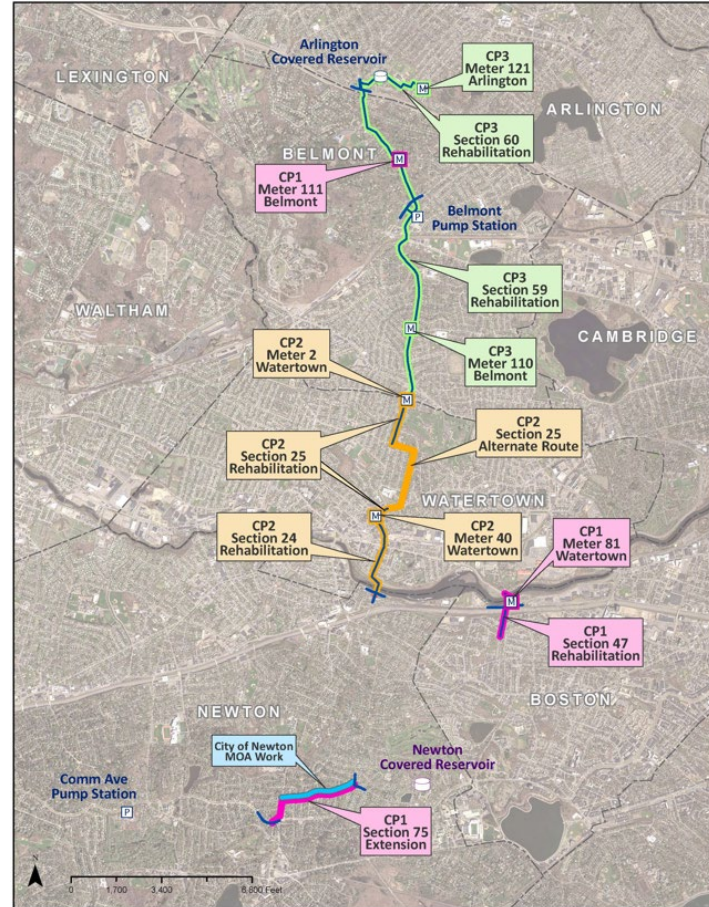 Arlington
Covered Reservoir
LEXINGTON
CP3
Meter 121
Arlington
ARLINGTON
CP3
Section 60
Rehabilitation
BELMONT
M
M
CP1
Meter 111
Belmont
P
Belmont
Pump Station
CP3
Section 59
Rehabilitation
WALTHAM
M
CAMBRIDGE
CP2
Meter 2
Watertown
CP3
Meter 110
Belmont
M
CP2
Section 25
Rehabilitation
CP2
Section 25
Alternate Route
WATERTOWN
M
CP2
Section 24
Rehabilitation
CP2
Meter 40
Watertown
CP1
Meter 81
Watertown
M
CP1
Section 47
Rehabilitation
BOSTON
NEWTON
City of Newton
MOA Work
Newton
Covered Reservoir
Comm Ave
Pump Station
P
CP1
Section 75
Extension
N
0 1,700 3,400 6,800 Feet